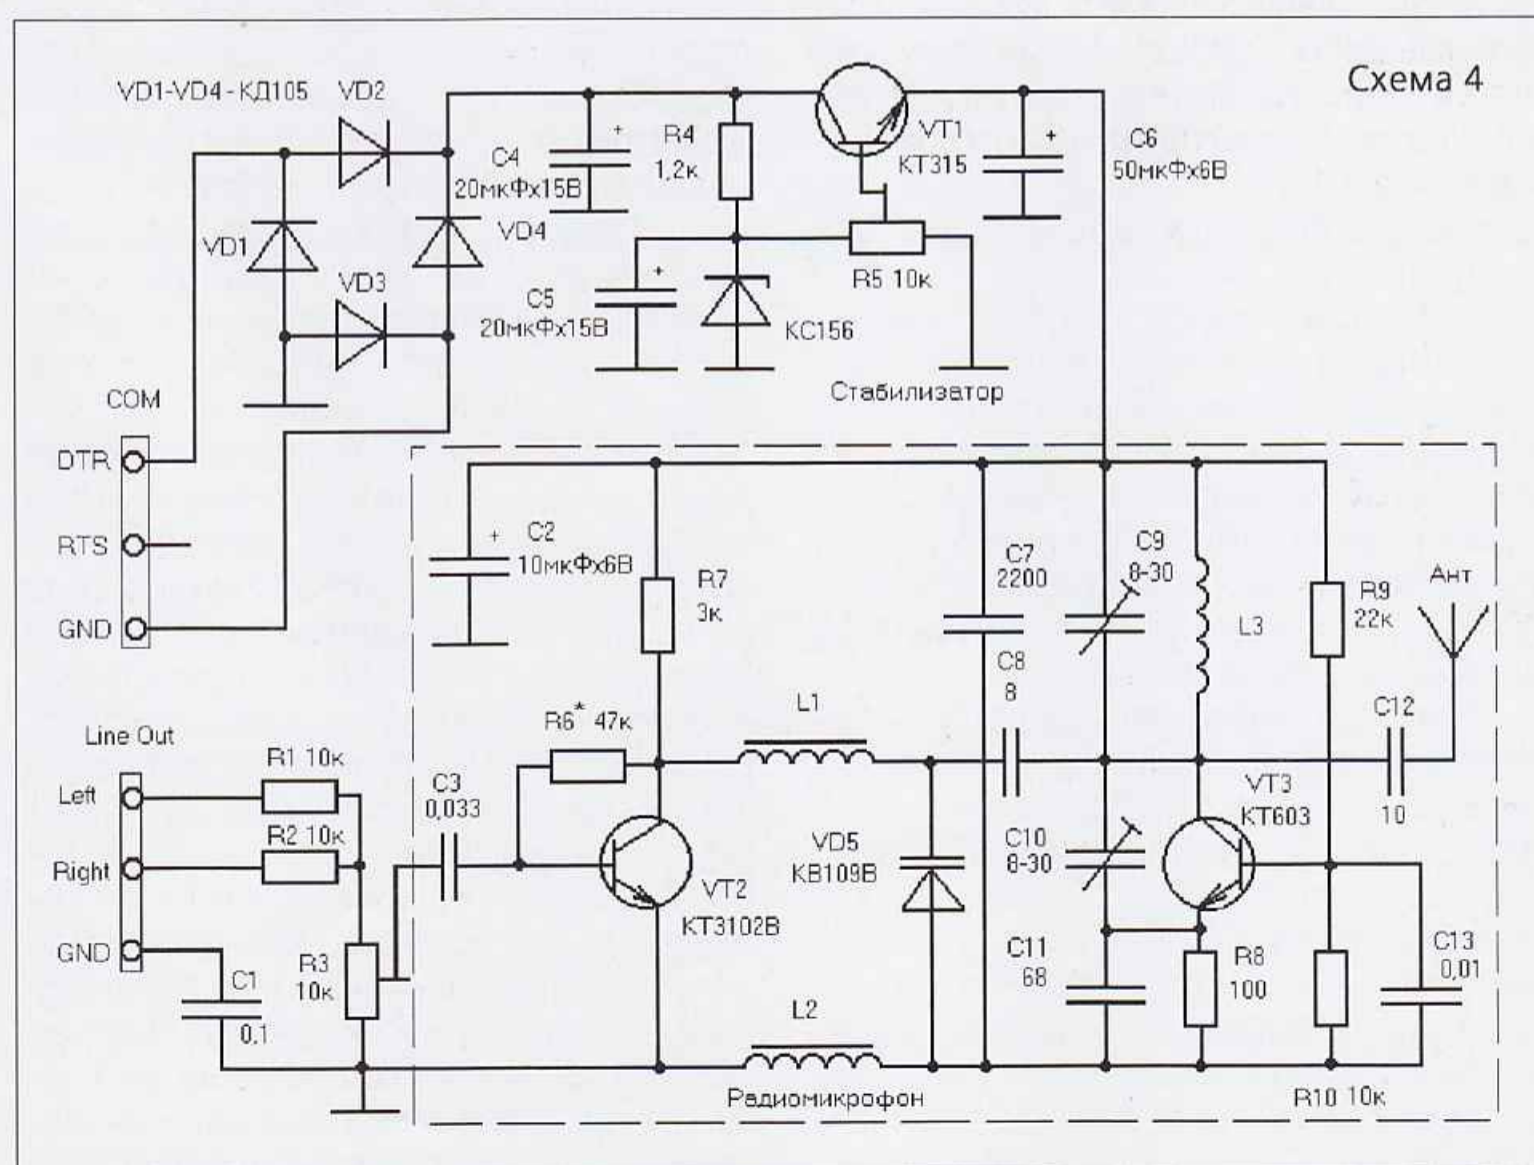 Схема 4
VD1-VD4 - КД105
VD2
VD1
VD4
VD3
C4
20мкФх15В
R4
1,2к
VT1
КТ315
C6
50мкФх6В
C5
20мкФх15В
R5 10к
КС156
Стабилизатор
COM
DTR
RTS
GND
C2
10мкФх6В
R7
3к
C7
2200
C9
8-30
L3
R9
22к
Ант
C8
8
L1
R6* 47к
C12
10
Line Out
Left
Right
GND
R1 10к
R2 10к
C3
0,033
VT3
КТ603
C10
8-30
VD5
КВ109В
VT2
КТ3102В
C1
0,1
R3
10к
C11
68
R8
100
C13
0,01
L2
Радиомикрофон
R10 10к